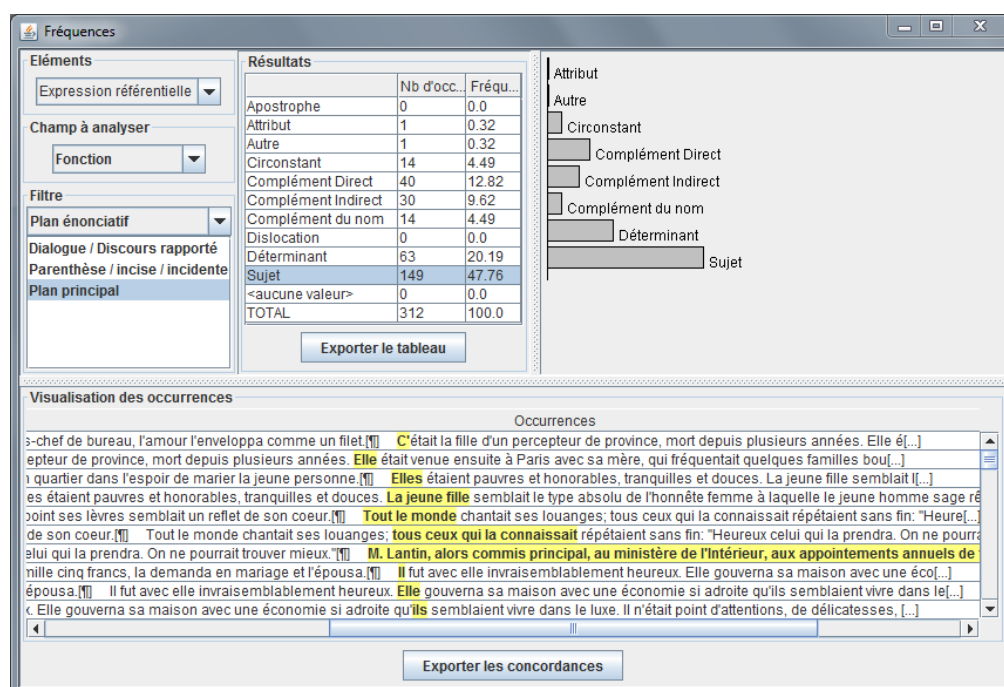 Fréquences
Eléments
Expression référentielle
Champ à analyser
Fonction
Filtre
Plan énonciatif
Dialogue / Discours rapporté
Parenthèse / incise / incidente
Plan principal
Résultats
Nb d'occ... Fréqu...
Apostrophe 0 0.0
Attribut 1 0.32
Autre 1 0.32
Circonstant 14 4.49
Complément Direct 40 12.82
Complément Indirect 30 9.62
Complément du nom 14 4.49
Dislocation 0 0.0
Déterminant 63 20.19
Sujet 149 47.76
<aucune valeur> 0 0.0
TOTAL 312 100.0
Exporter le tableau
Attribut
Autre
Circonstant
Complément Direct
Complément Indirect
Complément du nom
Déterminant
Sujet
Visualisation des occurrences
Occurrences
s-chef de bureau, l'amour l'enveloppa comme un filet.[¶] C'était la fille d'un percepteur de province, mort depuis plusieurs années. Elle é[...]
epteur de province, mort depuis plusieurs années. Elle était venue ensuite à Paris avec sa mère, qui fréquentait quelques familles bou[...]
n quartier dans l'espoir de marier la jeune personne.[¶] Elles étaient pauvres et honorables, tranquilles et douces. La jeune fille semblait l[...]
es étaient pauvres et honorables, tranquilles et douces. La jeune fille semblait le type absolu de l'honnête femme à laquelle le jeune homme sage rê
point ses lèvres semblait un reflet de son coeur.[¶] Tout le monde chantait ses louanges; tous ceux qui la connaissait répétaient sans fin: "Heure[...]
de son coeur.[¶] Tout le monde chantait ses louanges; tous ceux qui la connaissait répétaient sans fin: "Heureux celui qui la prendra. On ne pourra
elui qui la prendra. On ne pourrait trouver mieux."[¶] M. Lantin, alors commis principal, au ministère de l'Intérieur, aux appointements annuels de
mille cinq francs, la demanda en mariage et l'épousa.[¶] Il fut avec elle invraisemblablement heureux. Elle gouverna sa maison avec une éco[...]
épousa.[¶] Il fut avec elle invraisemblablement heureux. Elle gouverna sa maison avec une économie si adroite qu'ils semblaient vivre dans le[...]
x. Elle gouverna sa maison avec une économie si adroite qu'ils semblaient vivre dans le luxe. Il n'était point d'attentions, de délicatesses, [...]
Exporter les concordances